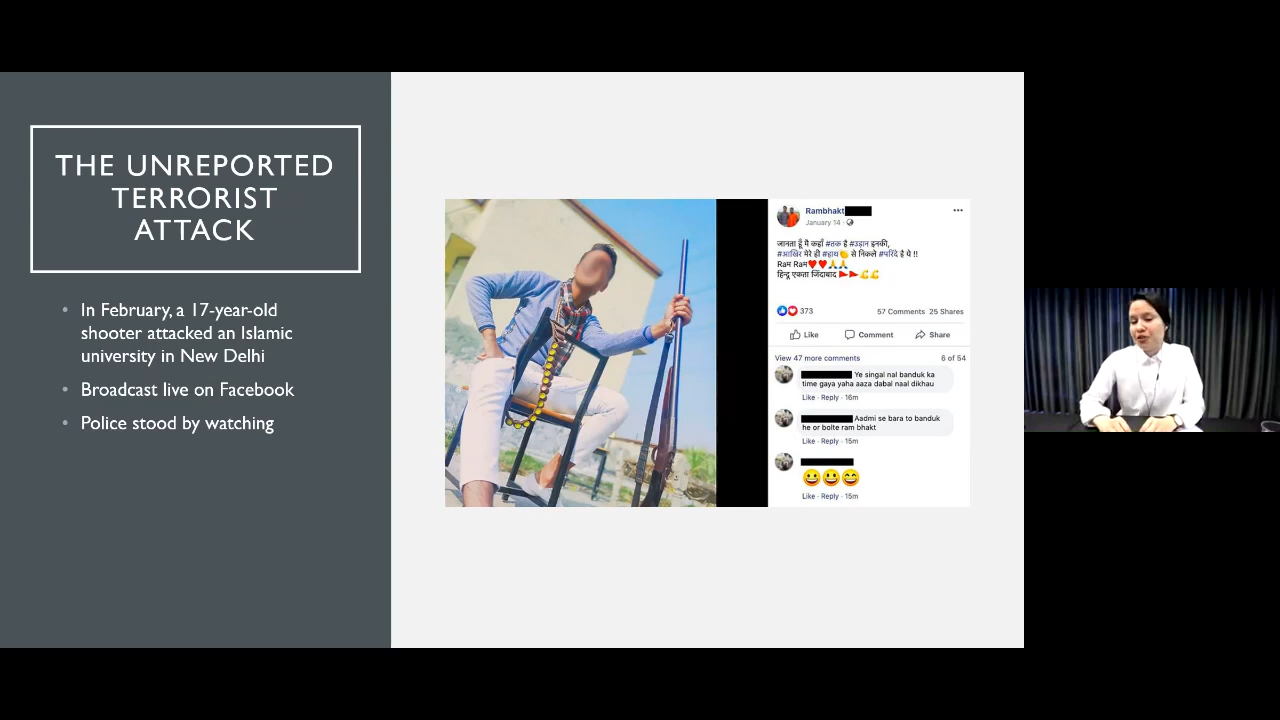 THE UNREPORTED
TERRORIST
ATTACK
• In February, a 17-year-old
shooter attacked an Islamic
university in New Delhi
• Broadcast live on Facebook
• Police stood by watching
Rambhakt
January 14 ·
जानता हूँ मै कहाँ #तक है #उड़ान इनकी,
#आखिर मेरे ही #हाथ👏 से निकले #परिंदे है ये !!
Ram Ram❤️❤️🙏🙏
हिन्दू एकता जिंदाबाद 🚩🚩💪💪
373
57 Comments 25 Shares
Like Comment Share
View 47 more comments
6 of 54
Ye singal nal banduk ka
time gaya yaha aaza dabal naal dikhau
Like · Reply · 16m
Aadmi se bara to banduk
he or bolte ram bhakt
Like · Reply · 15m
😀😀😄
Like · Reply · 15m